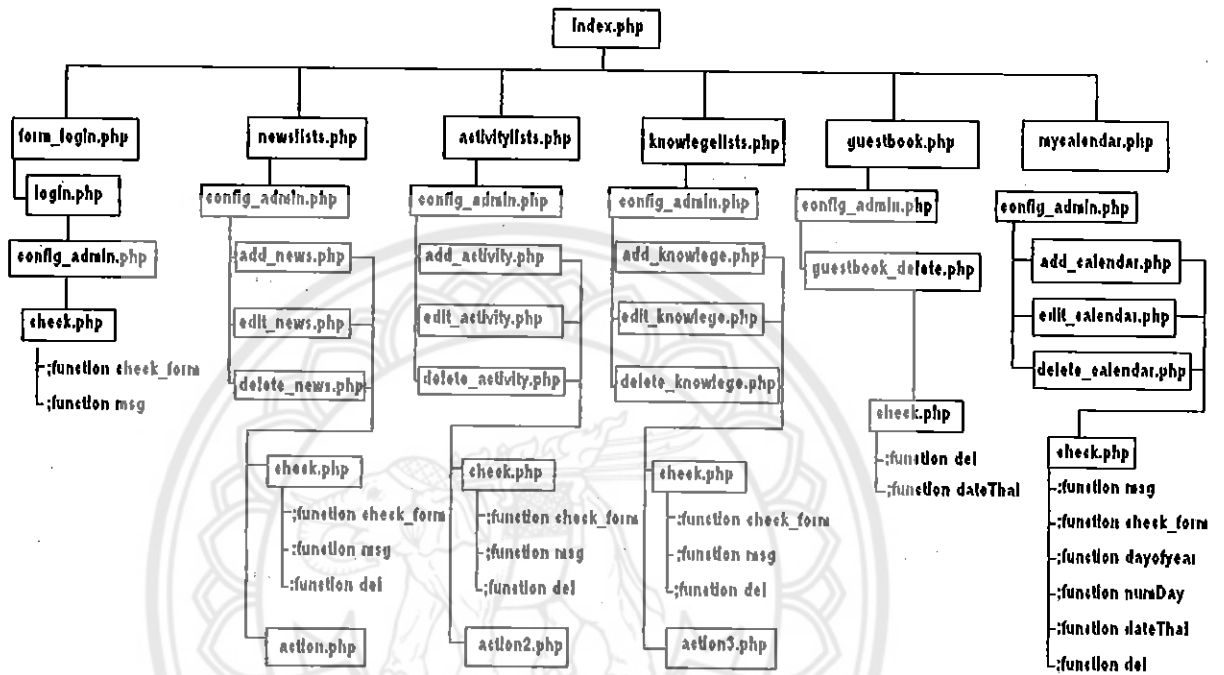 Index.php
form_login.php
login.php
config_admin.php
check.php
;function check_form
;function msg
newslists.php
config_admin.php
add_news.php
edit_news.php
delete_news.php
check.php
;function check_form
;function msg
;function del
action.php
activitylists.php
config_admin.php
add_activity.php
edit_activity.php
delete_activity.php
check.php
;function check_form
;function msg
;function del
action2.php
knowlegelists.php
config_admin.php
add_knowlege.php
edit_knowlege.php
delete_knowlege.php
check.php
;function check_form
;function msg
;function del
action3.php
guestbook.php
config_admin.php
guestbook_delete.php
check.php
;function del
;function dateThai
mycalendar.php
config_admin.php
add_calendar.php
edit_calendar.php
delete_calendar.php
check.php
;function msg
;function check_form
;function dayofyear
;function numDay
;function dateThai
;function del